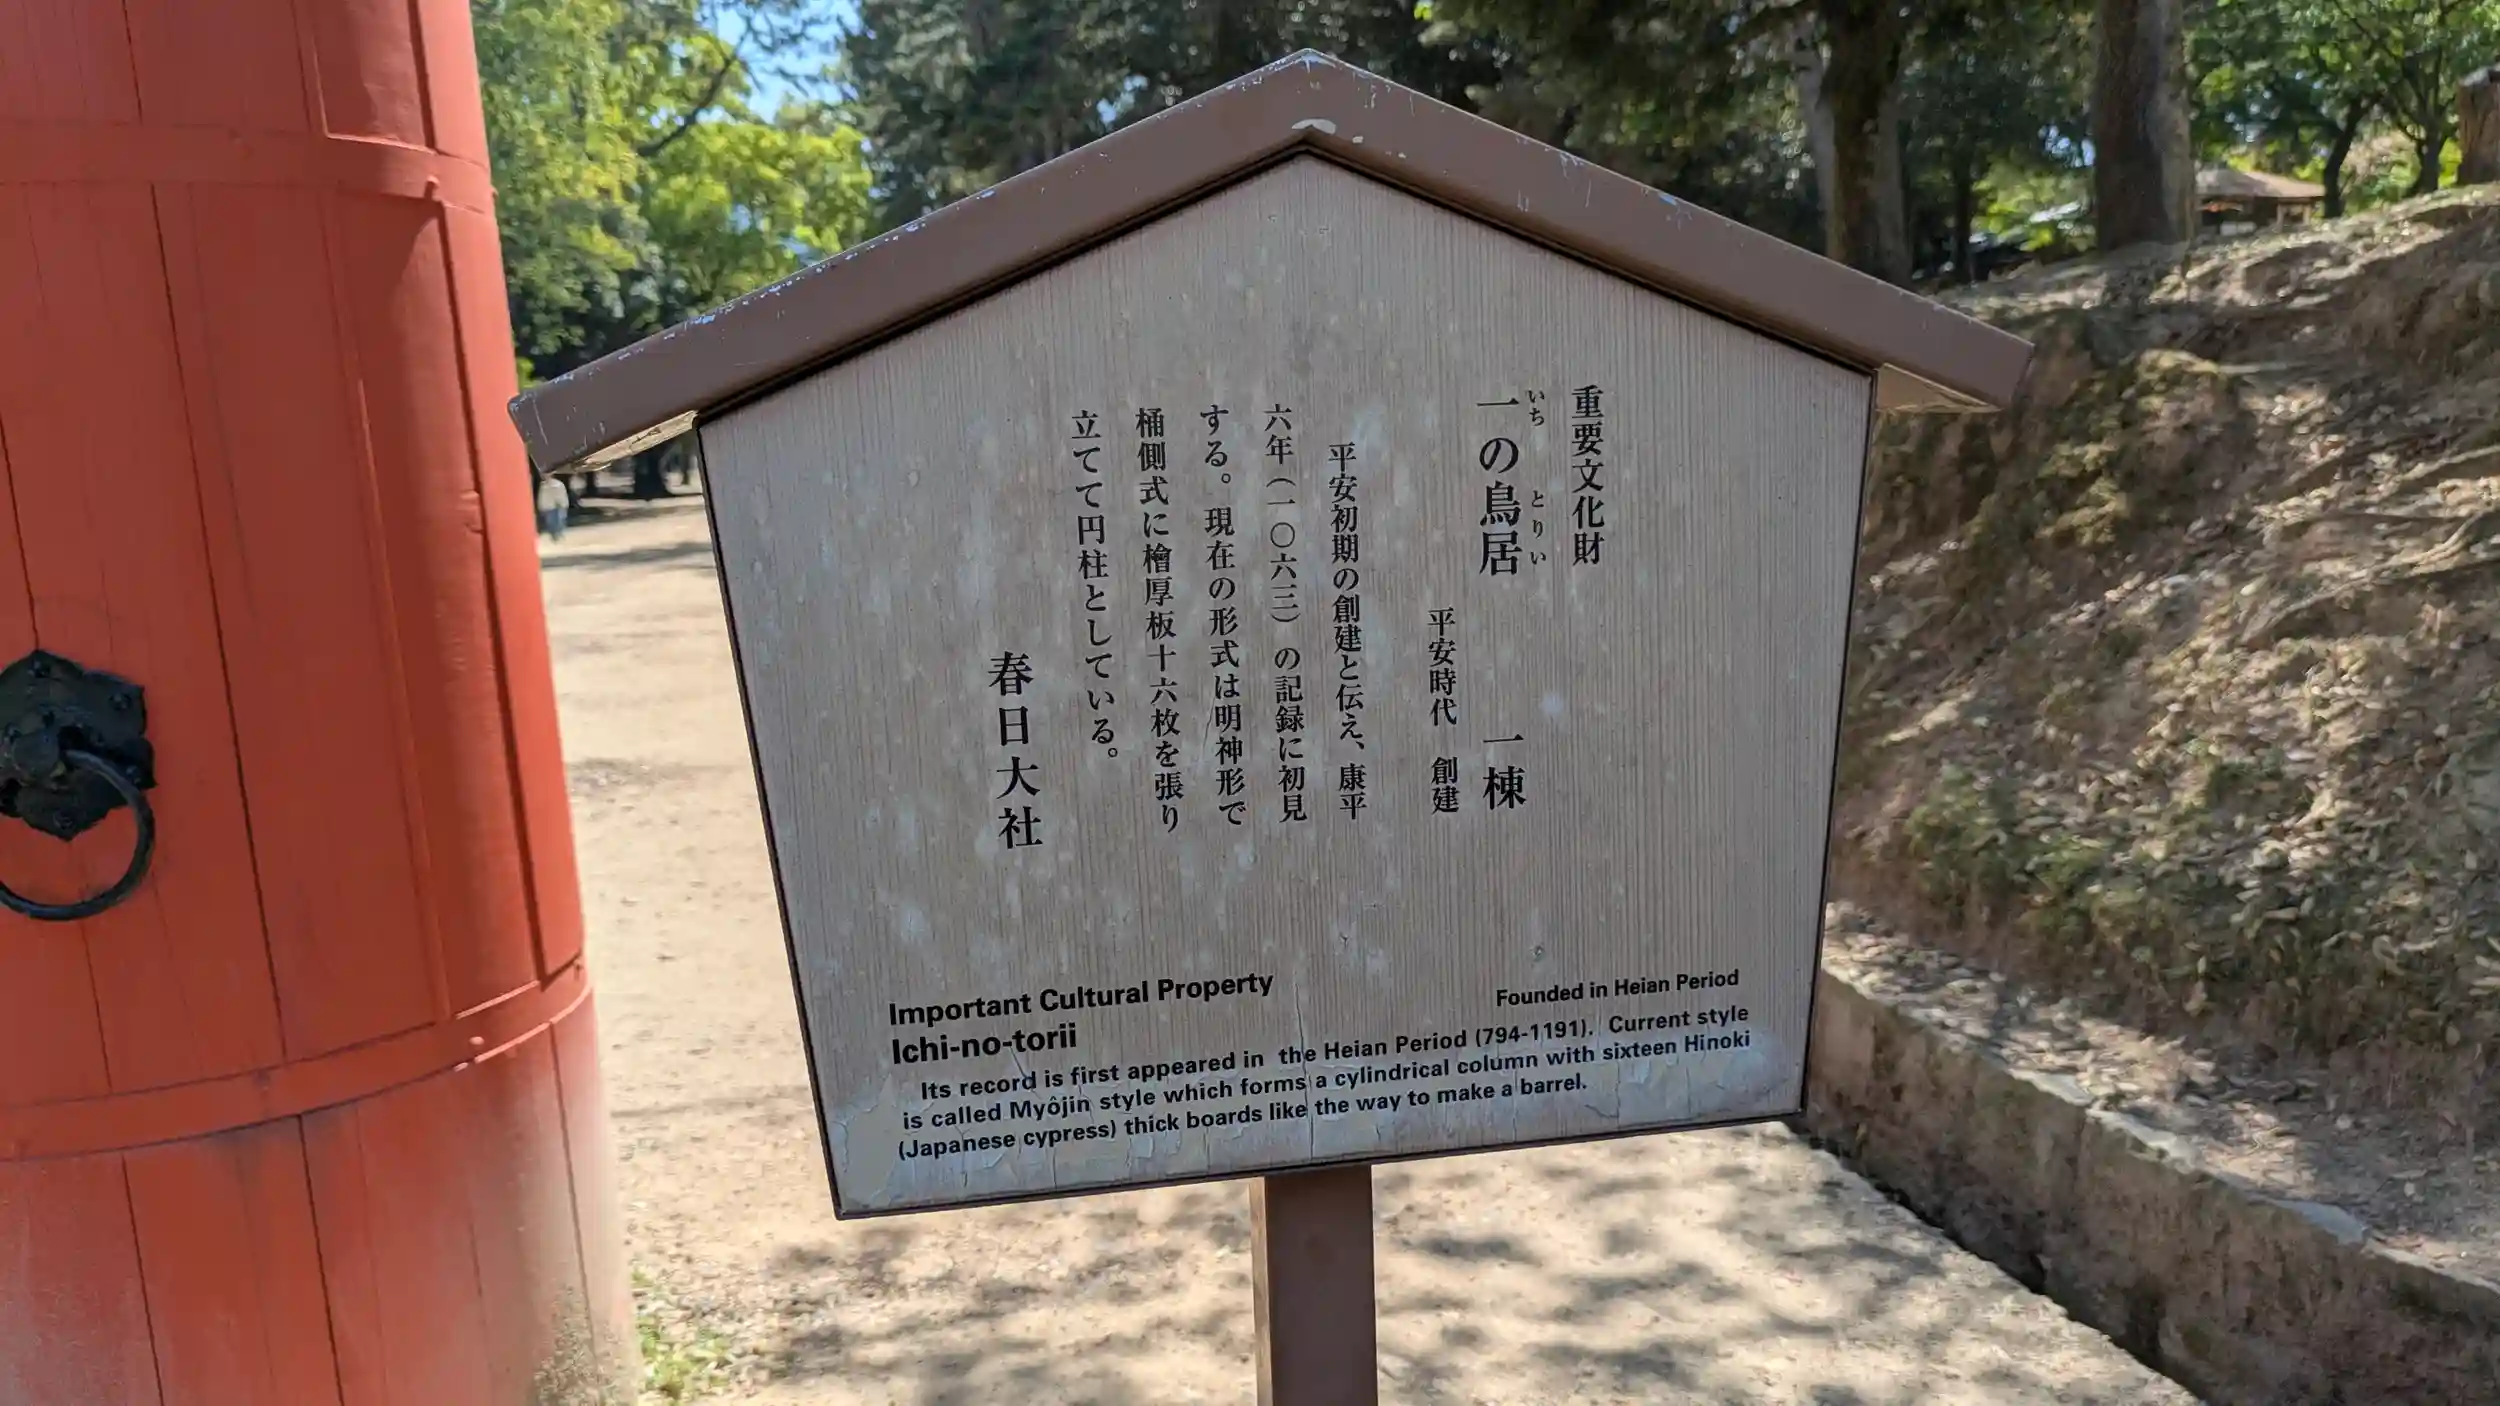 重要文化財
一の鳥居 一棟
いち とりい
平安時代 創建
平安初期の創建と伝え、康平
六年(一〇六三)の記録に初見
する。現在の形式は明神形で
桶側式に檜厚板十六枚を張り
立てて円柱としている。
春日大社
Important Cultural Property
Ichi-no-torii
Founded in Heian Period
Its record is first appeared in the Heian Period (794-1191). Current style
is called Myôjin style which forms a cylindrical column with sixteen Hinoki
(Japanese cypress) thick boards like the way to make a barrel.